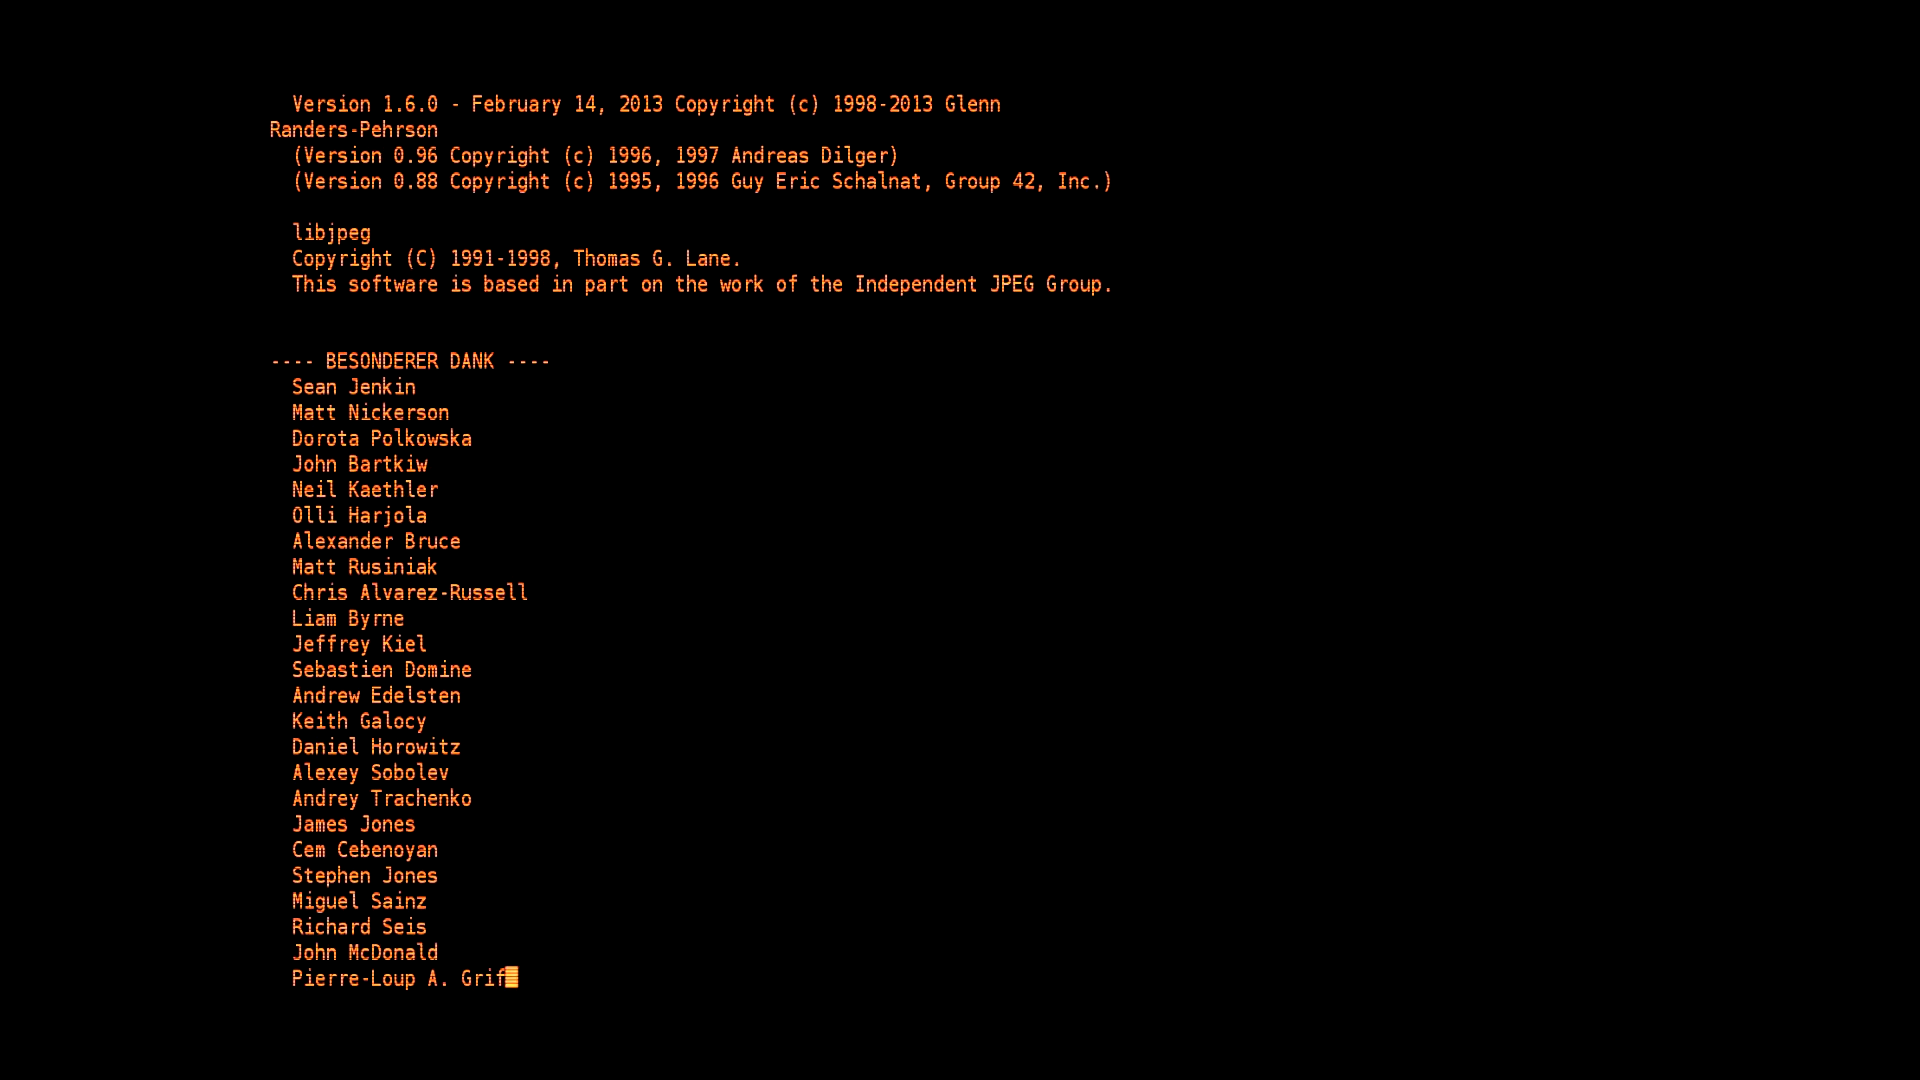 Version 1.6.0 - February 14, 2013 Copyright (c) 1998-2013 Glenn
Randers-Pehrson
(Version 0.96 Copyright (c) 1996, 1997 Andreas Dilger)
(Version 0.88 Copyright (c) 1995, 1996 Guy Eric Schalnat, Group 42, Inc.)
libjpeg
Copyright (C) 1991-1998, Thomas G. Lane.
This software is based in part on the work of the Independent JPEG Group.
---- BESONDERER DANK ----
Sean Jenkin
Matt Nickerson
Dorota Polkowska
John Bartkiw
Neil Kaethler
Olli Harjola
Alexander Bruce
Matt Rusiniak
Chris Alvarez-Russell
Liam Byrne
Jeffrey Kiel
Sebastien Domine
Andrew Edelsten
Keith Galocy
Daniel Horowitz
Alexey Sobolev
Andrey Trachenko
James Jones
Cem Cebenoyan
Stephen Jones
Miguel Sainz
Richard Seis
John McDonald
Pierre-Loup A. Grif